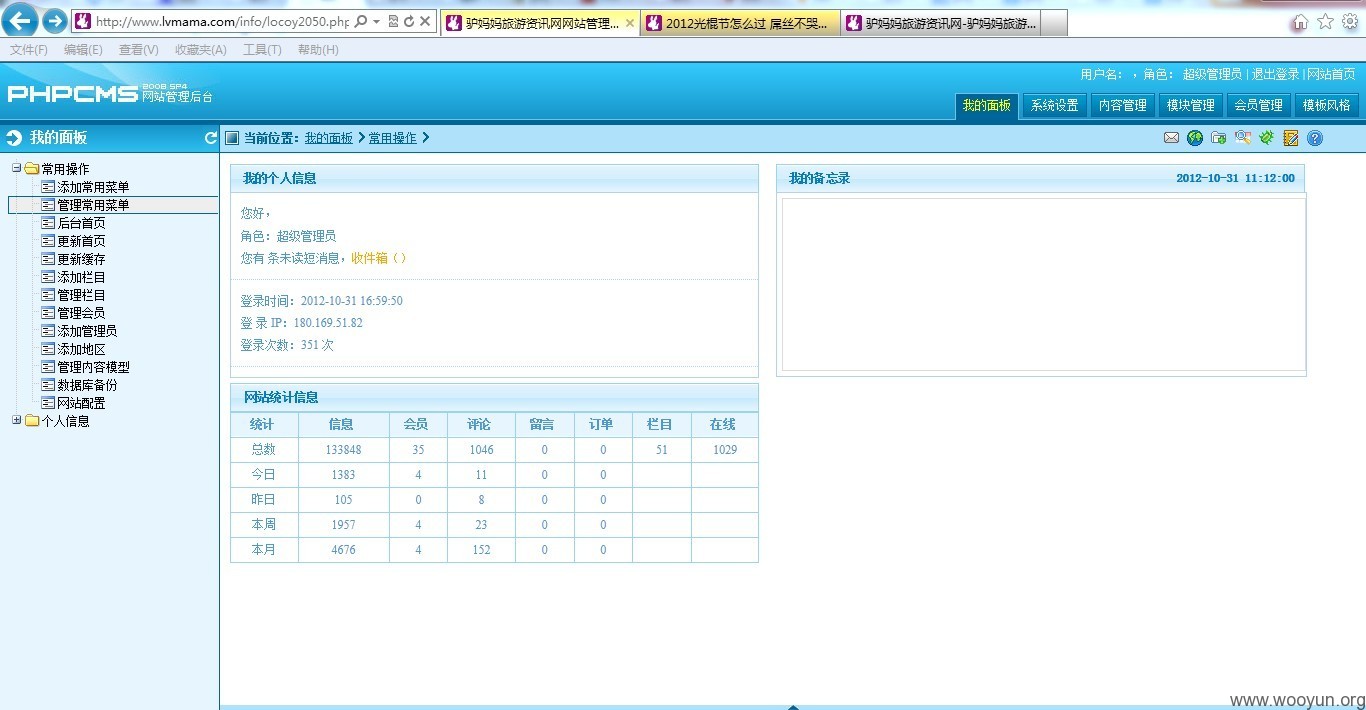 http://www.lvmama.com/info/locoy2050.php
驴妈妈旅游资讯网网站管理...
2012光棍节怎么过 屌丝不哭...
驴妈妈旅游资讯网-驴妈妈旅游...
文件(F) 编辑(E) 查看(V) 收藏夹(A) 工具(T) 帮助(H)
PHPCMS 2008 SP4 网站管理后台
用户名： ，角色： 超级管理员 | 退出登录 | 网站首页
我的面板 系统设置 内容管理 模块管理 会员管理 模板风格
我的面板
当前位置：我的面板 > 常用操作 >
常用操作
添加常用菜单
管理常用菜单
后台首页
更新首页
更新缓存
添加栏目
管理栏目
管理会员
添加管理员
添加地区
管理内容模型
数据库备份
网站配置
个人信息
我的个人信息
您好，
角色：超级管理员
您有 条未读短消息，收件箱（）
登录时间：2012-10-31 16:59:50
登 录 IP：180.169.51.82
登录次数：351 次
我的备忘录 2012-10-31 11:12:00
网站统计信息
统计 信息 会员 评论 留言 订单 栏目 在线
总数 133848 35 1046 0 0 51 1029
今日 1383 4 11 0 0
昨日 105 0 8 0 0
本周 1957 4 23 0 0
本月 4676 4 152 0 0
www.wooyun.org